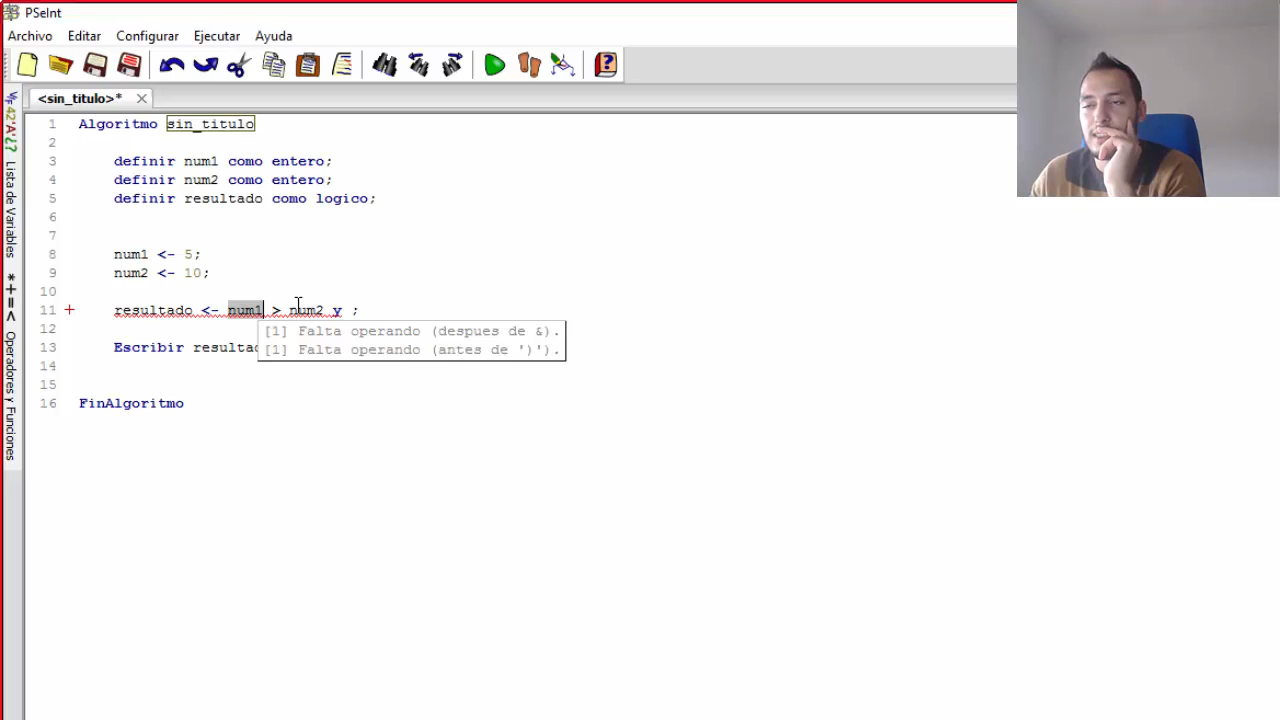 PSeInt
Archivo Editar Configurar Ejecutar Ayuda
<sin_titulo>*
1 Algoritmo sin_titulo
2
3 definir num1 como entero;
4 definir num2 como entero;
5 definir resultado como logico;
6
7
8 num1 <- 5;
9 num2 <- 10;
10
11 resultado <- num1 > num2 y ;
12 [1] Falta operando (despues de &).
13 Escribir resultad
[1] Falta operando (antes de ')').
14
15
16 FinAlgoritmo
Lista de Variables
*+=< Operadores y Funciones